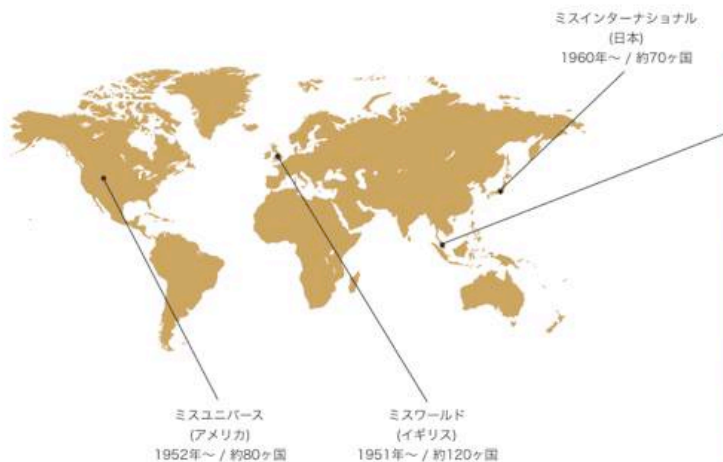 ミスインターナショナル
(日本)
1960年〜 / 約70ヶ国
ミスユニバース
(アメリカ)
1952年〜 / 約80ヶ国
ミスワールド
(イギリス)
1951年〜 / 約120ヶ国